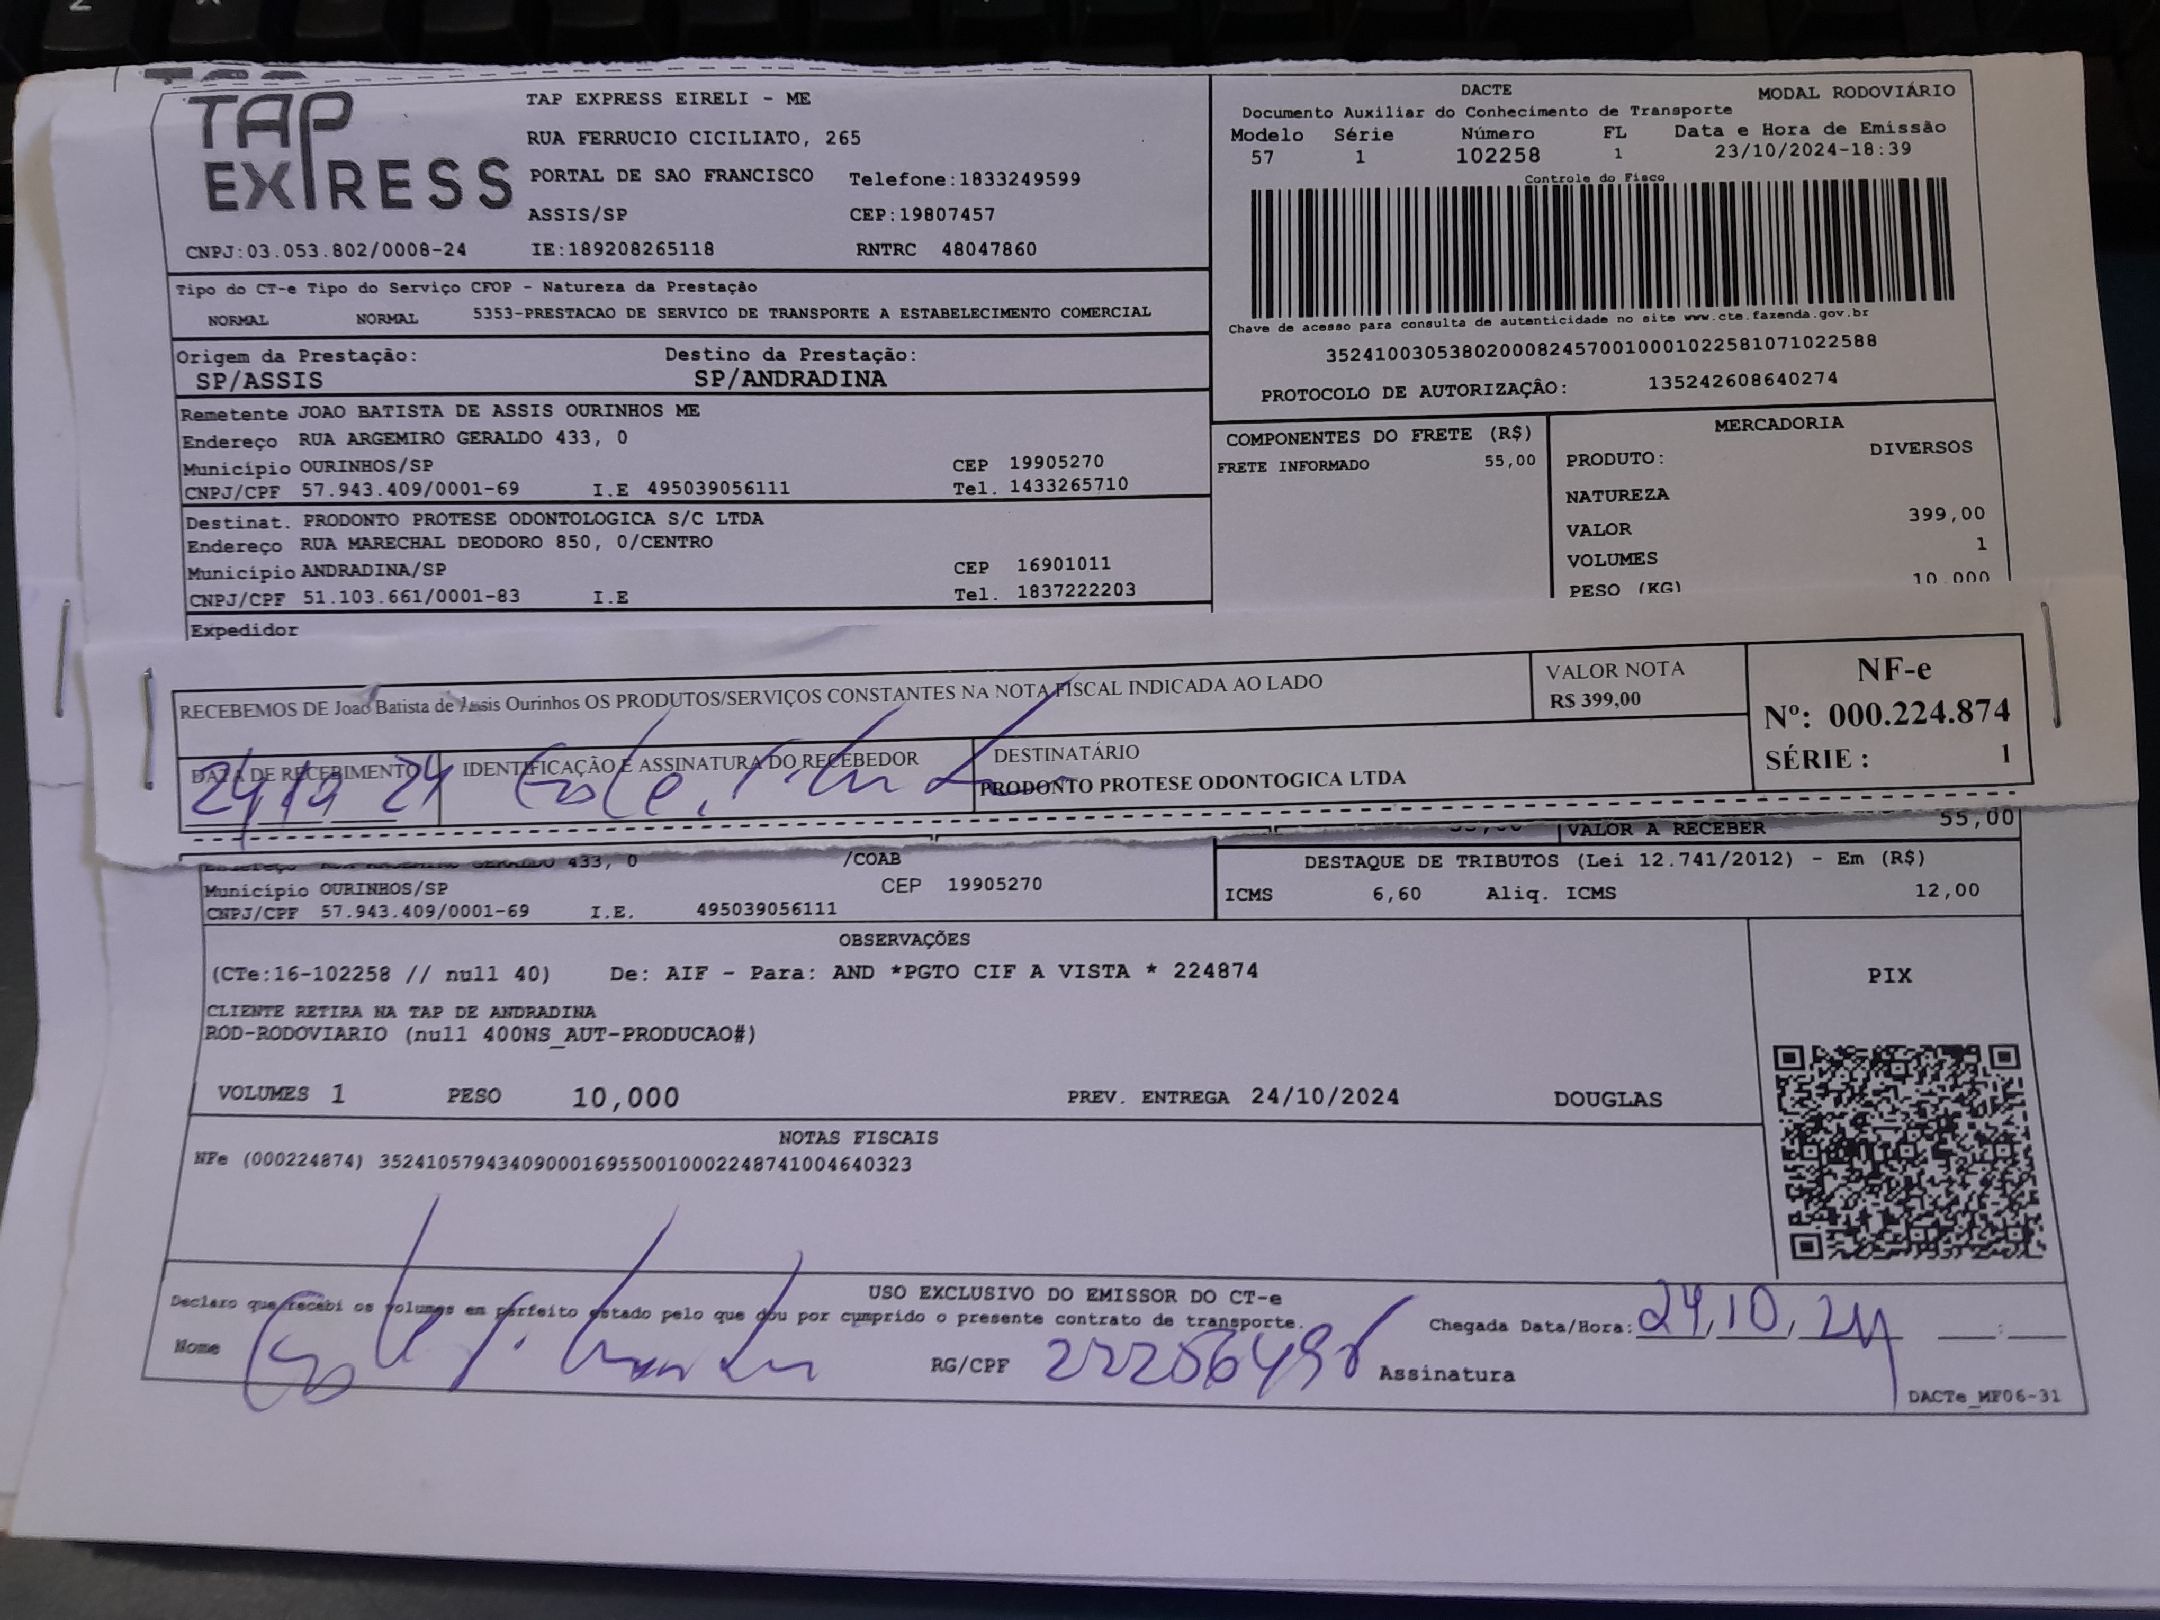 TAP EXPRESS
TAP EXPRESS EIRELI - ME
RUA FERRUCIO CICILIATO, 265
PORTAL DE SAO FRANCISCO Telefone:1833249599
ASSIS/SP CEP:19807457
CNPJ:03.053.802/0008-24 IE:189208265118 RNTRC 48047860
DACTE MODAL RODOVIÁRIO
Documento Auxiliar do Conhecimento de Transporte
Modelo Série Número FL Data e Hora de Emissão
57 1 102258 1 23/10/2024-18:39
Controle do Fisco
Chave de acesso para consulta de autenticidade no site www.cte.fazenda.gov.br
35241003053802000824570010001022581071022588
PROTOCOLO DE AUTORIZAÇÃO: 135242608640274
Tipo do CT-e Tipo do Serviço CFOP - Natureza da Prestação
NORMAL NORMAL 5353-PRESTACAO DE SERVICO DE TRANSPORTE A ESTABELECIMENTO COMERCIAL
Origem da Prestação: Destino da Prestação:
SP/ASSIS SP/ANDRADINA
Remetente JOAO BATISTA DE ASSIS OURINHOS ME
Endereço RUA ARGEMIRO GERALDO 433, 0
Município OURINHOS/SP CEP 19905270
CNPJ/CPF 57.943.409/0001-69 I.E 495039056111 Tel. 1433265710
Destinat. PRODONTO PROTESE ODONTOLOGICA S/C LTDA
Endereço RUA MARECHAL DEODORO 850, 0/CENTRO
Município ANDRADINA/SP CEP 16901011
CNPJ/CPF 51.103.661/0001-83 I.E Tel. 1837222203
Expedidor
COMPONENTES DO FRETE (R$)
FRETE INFORMADO 55,00
MERCADORIA
PRODUTO: DIVERSOS
NATUREZA
VALOR 399,00
VOLUMES 1
PESO (KG) 10,000
RECEBEMOS DE Joao Batista de Assis Ourinhos OS PRODUTOS/SERVIÇOS CONSTANTES NA NOTA FISCAL INDICADA AO LADO
VALOR NOTA
R$ 399,00
NF-e
Nº: 000.224.874
SÉRIE : 1
DATA DE RECEBIMENTO IDENTIFICAÇÃO E ASSINATURA DO RECEBEDOR
24/10 24
DESTINATÁRIO
PRODONTO PROTESE ODONTOGICA LTDA
VALOR A RECEBER 55,00
Endereço GERALDO 433, 0 /COAB
Município OURINHOS/SP CEP 19905270
CNPJ/CPF 57.943.409/0001-69 I.E. 495039056111
DESTAQUE DE TRIBUTOS (Lei 12.741/2012) - Em (R$)
ICMS 6,60 Aliq. ICMS 12,00
OBSERVAÇÕES
(CTe:16-102258 // null 40) De: AIF - Para: AND *PGTO CIF A VISTA * 224874
CLIENTE RETIRA NA TAP DE ANDRADINA
ROD-RODOVIARIO (null 400NS_AUT-PRODUCAO#)
PIX
VOLUMES 1 PESO 10,000 PREV. ENTREGA 24/10/2024 DOUGLAS
NOTAS FISCAIS
NFe (000224874) 35241057943409000169550010002248741004640323
USO EXCLUSIVO DO EMISSOR DO CT-e
Declaro que recebi os volumes em perfeito estado pelo que dou por cumprido o presente contrato de transporte.
Chegada Data/Hora: 24,10,24 __:__
Nome RG/CPF Assinatura
DACTe_MF06-31